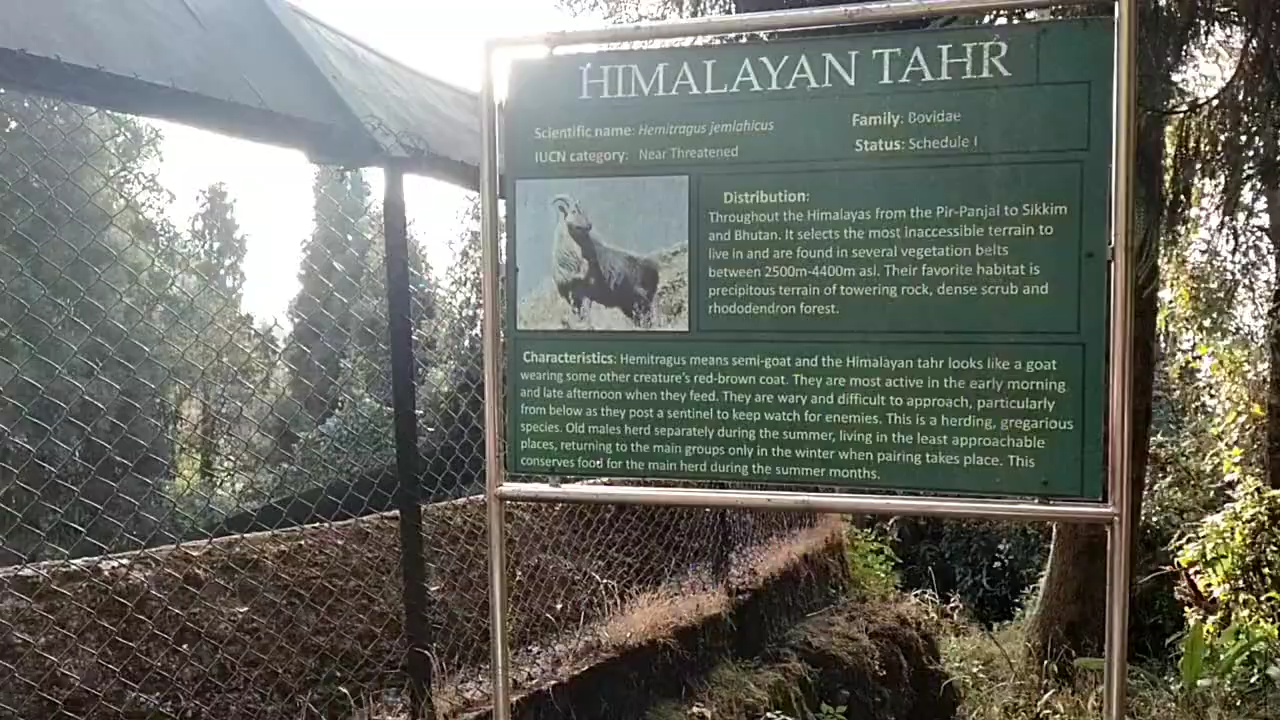 HIMALAYAN TAHR
Scientific name: Hemitragus jemlahicus
Family: Bovidae
IUCN category: Near Threatened
Status: Schedule I
Distribution:
Throughout the Himalayas from the Pir-Panjal to Sikkim
and Bhutan. It selects the most inaccessible terrain to
live in and are found in several vegetation belts
between 2500m-4400m asl. Their favorite habitat is
precipitous terrain of towering rock, dense scrub and
rhododendron forest.
Characteristics: Hemitragus means semi-goat and the Himalayan tahr looks like a goat
wearing some other creature's red-brown coat. They are most active in the early morning
and late afternoon when they feed. They are wary and difficult to approach, particularly
from below as they post a sentinel to keep watch for enemies. This is a herding, gregarious
species. Old males herd separately during the summer, living in the least approachable
places, returning to the main groups only in the winter when pairing takes place. This
conserves food for the main herd during the summer months.